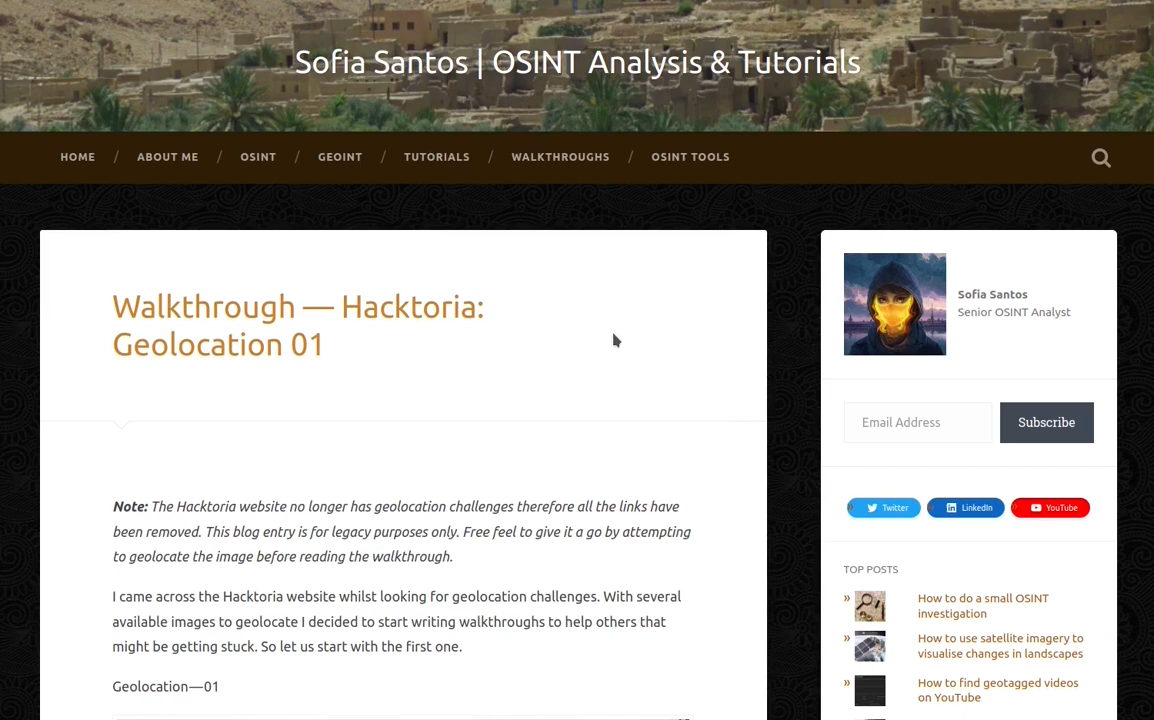 Sofia Santos | OSINT Analysis & Tutorials
HOME / ABOUT ME / OSINT / GEOINT / TUTORIALS / WALKTHROUGHS / OSINT TOOLS
Walkthrough — Hacktoria:
Geolocation 01
Note: The Hacktoria website no longer has geolocation challenges therefore all the links have
been removed. This blog entry is for legacy purposes only. Free feel to give it a go by attempting
to geolocate the image before reading the walkthrough.
I came across the Hacktoria website whilst looking for geolocation challenges. With several
available images to geolocate I decided to start writing walkthroughs to help others that
might be getting stuck. So let us start with the first one.
Geolocation — 01
Sofia Santos
Senior OSINT Analyst
Email Address
Subscribe
Twitter
LinkedIn
YouTube
TOP POSTS
» How to do a small OSINT
investigation
» How to use satellite imagery to
visualise changes in landscapes
» How to find geotagged videos
on YouTube